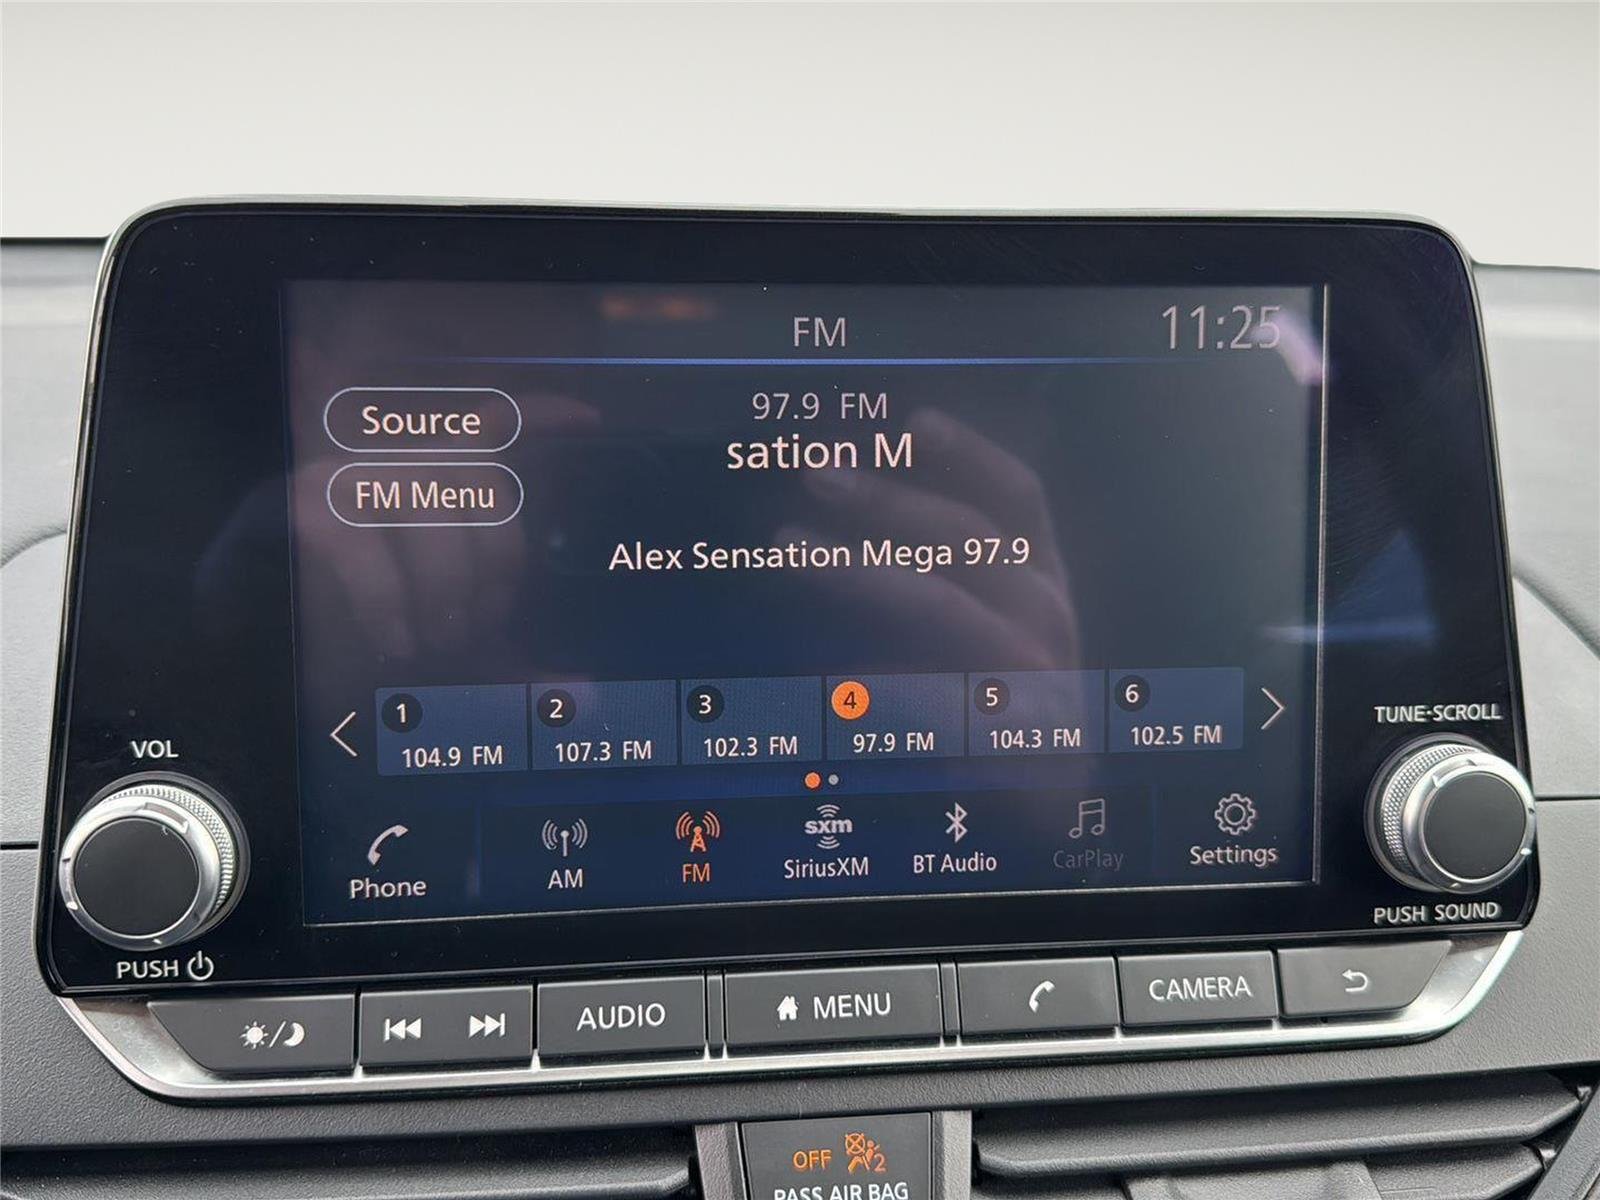 FM
11:25
Source
97.9 FM
sation M
FM Menu
Alex Sensation Mega 97.9
1
2
3
4
5
6
104.9 FM
107.3 FM
102.3 FM
97.9 FM
104.3 FM
102.5 FM
VOL
TUNE•SCROLL
Phone
AM
FM
sxm
SiriusXM
BT Audio
CarPlay
Settings
PUSH
PUSH SOUND
AUDIO
MENU
CAMERA
OFF
2
PASS AIR BAG